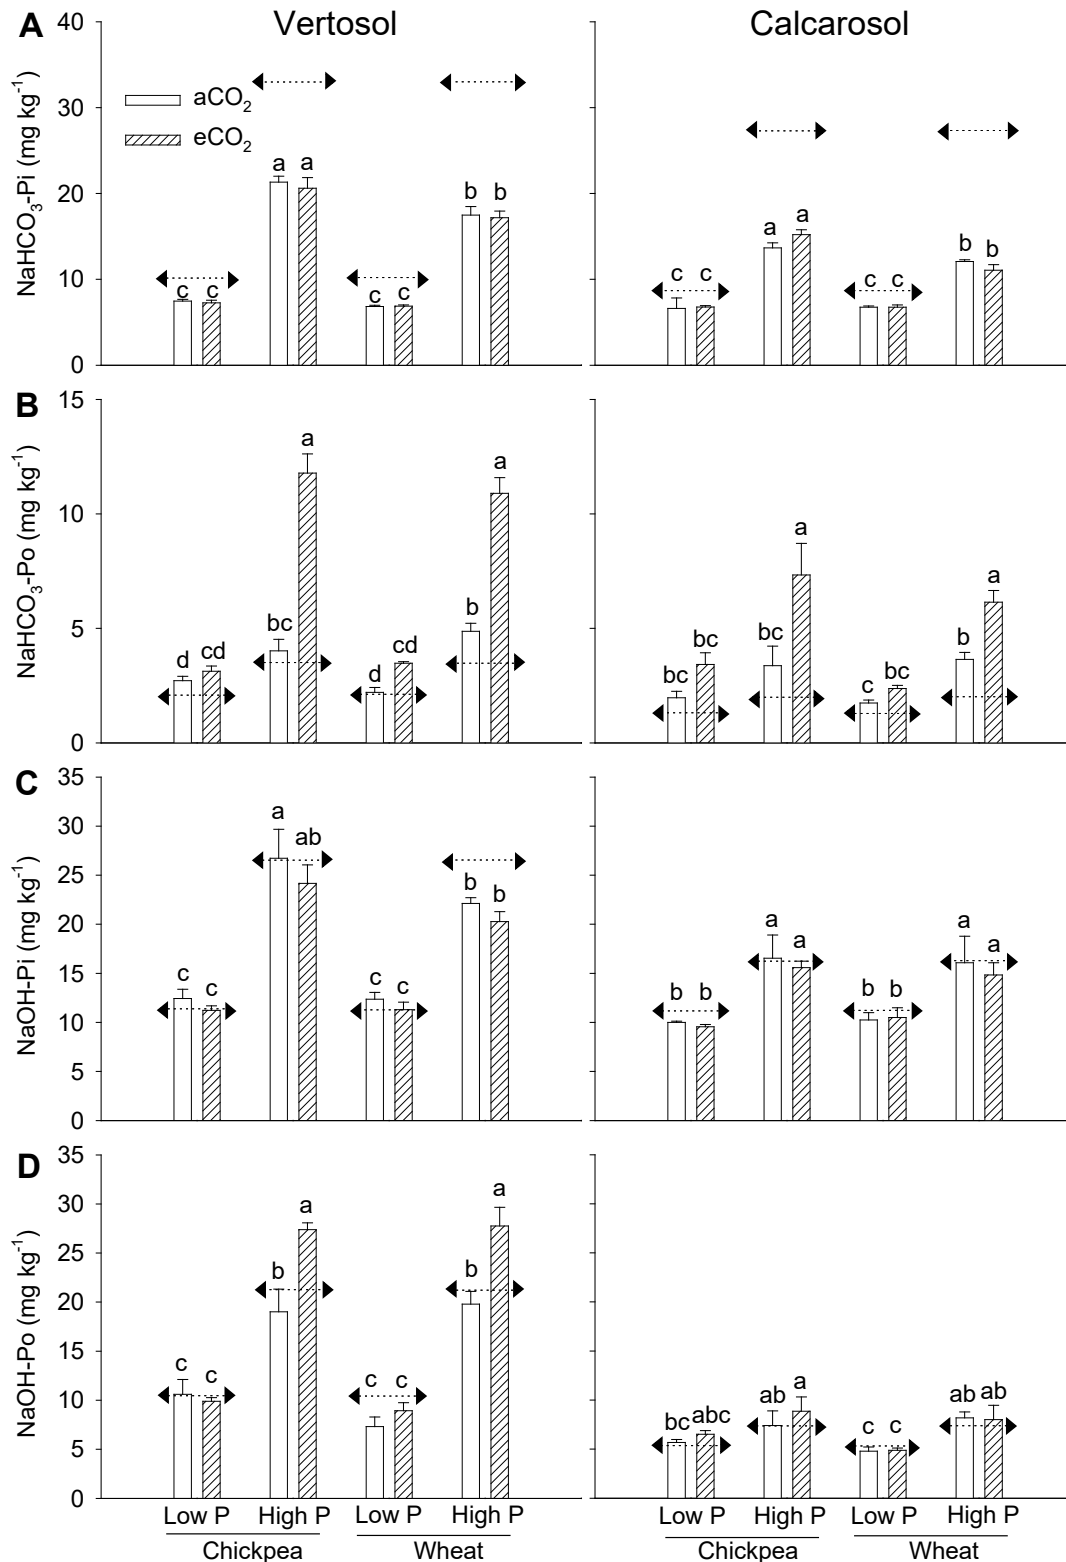 A
Vertosol
Calcarosol
NaHCO₃-Pi (mg kg⁻¹)
40
30
20
10
0
aCO₂
eCO₂
c c a a c c b b
c c a a c c b b
B
NaHCO₃-Po (mg kg⁻¹)
15
10
5
0
d cd bc a d cd b a
bc bc bc a c bc b a
C
NaOH-Pi (mg kg⁻¹)
35
30
25
20
15
10
5
0
c c a ab c c b b
b b a a b b a a
D
NaOH-Po (mg kg⁻¹)
35
30
25
20
15
10
5
0
c c b a c c b a
bc abc ab a c c ab ab
Low P High P Low P High P
Chickpea Wheat
Low P High P Low P High P
Chickpea Wheat